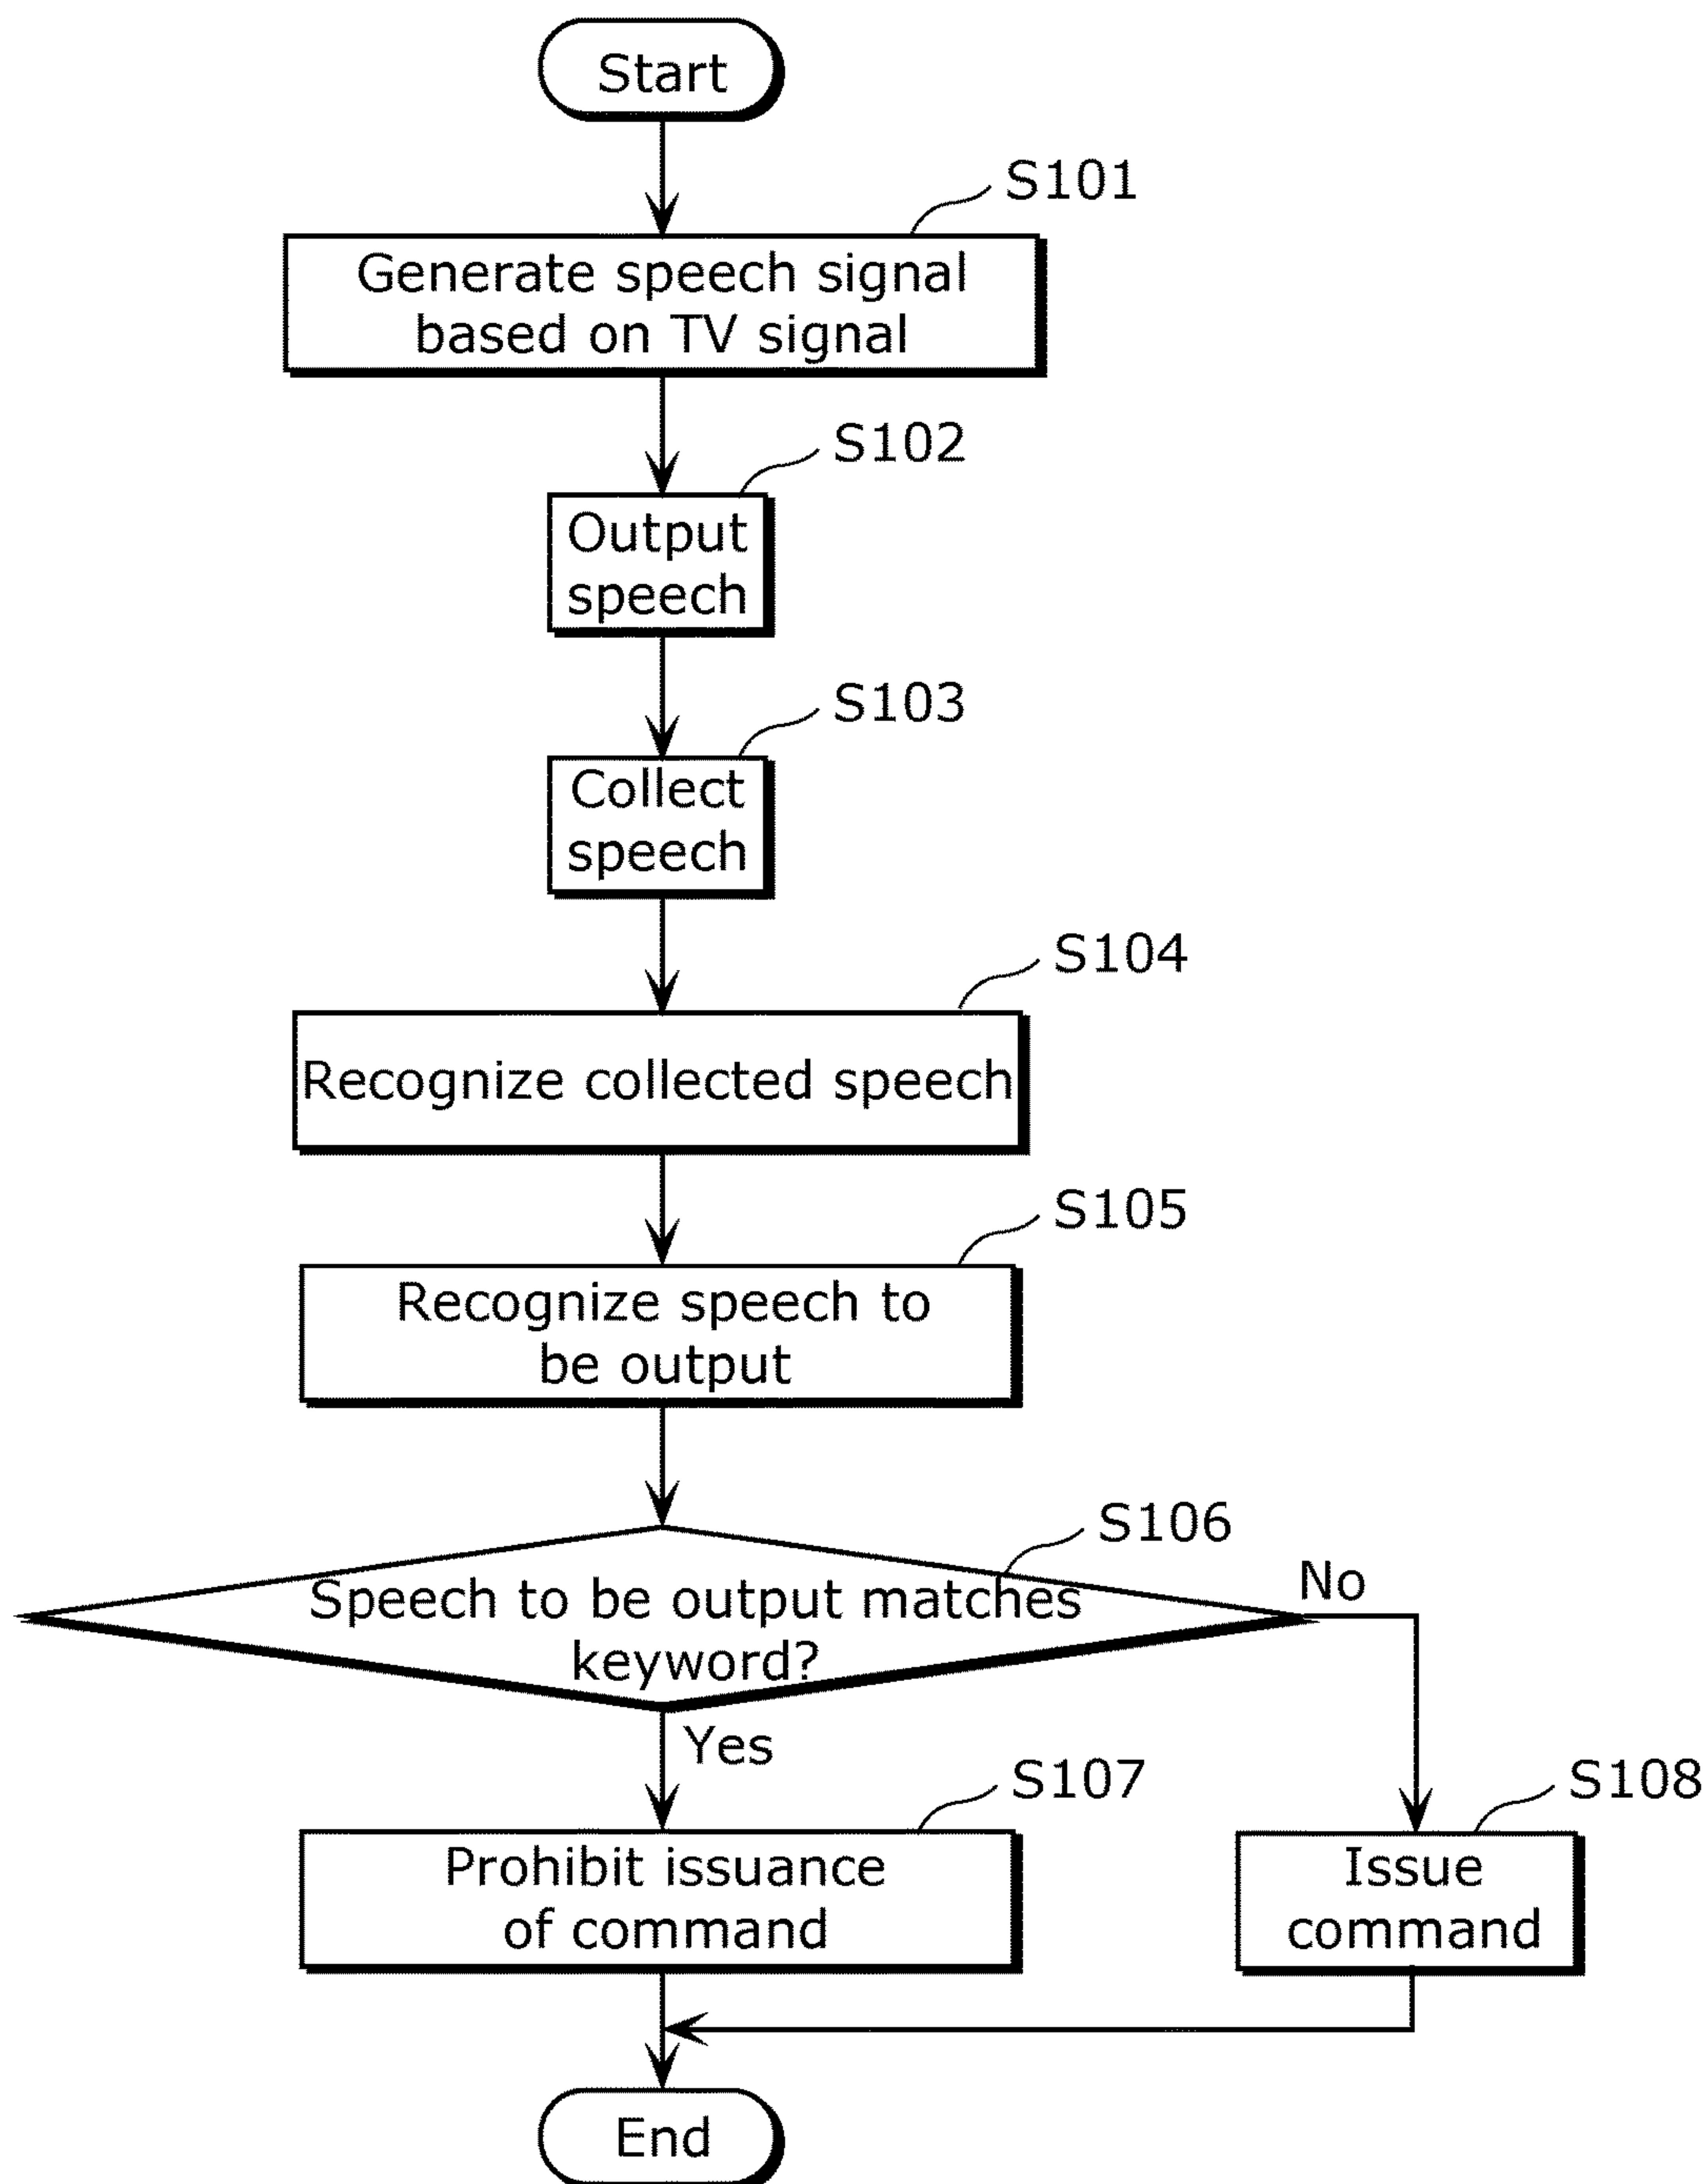 Start
S101
Generate speech signal
based on TV signal
S102
Output
speech
S103
Collect
speech
S104
Recognize collected speech
S105
Recognize speech to
be output
S106
Speech to be output matches
keyword?
No
Yes
S107
Prohibit issuance
of command
S108
Issue
command
End